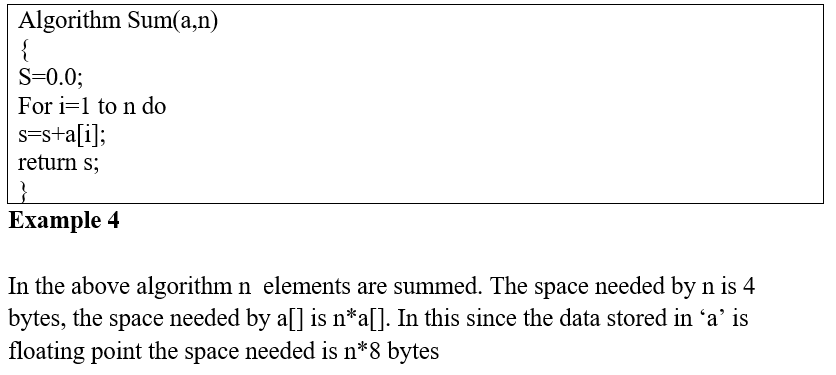 Algorithm Sum(a,n)
{
S=0.0;
For i=1 to n do
s=s+a[i];
return s;
}
Example 4
In the above algorithm n  elements are summed. The space needed by n is 4
bytes, the space needed by a[] is n*a[]. In this since the data stored in ‘a’ is
floating point the space needed is n*8 bytes